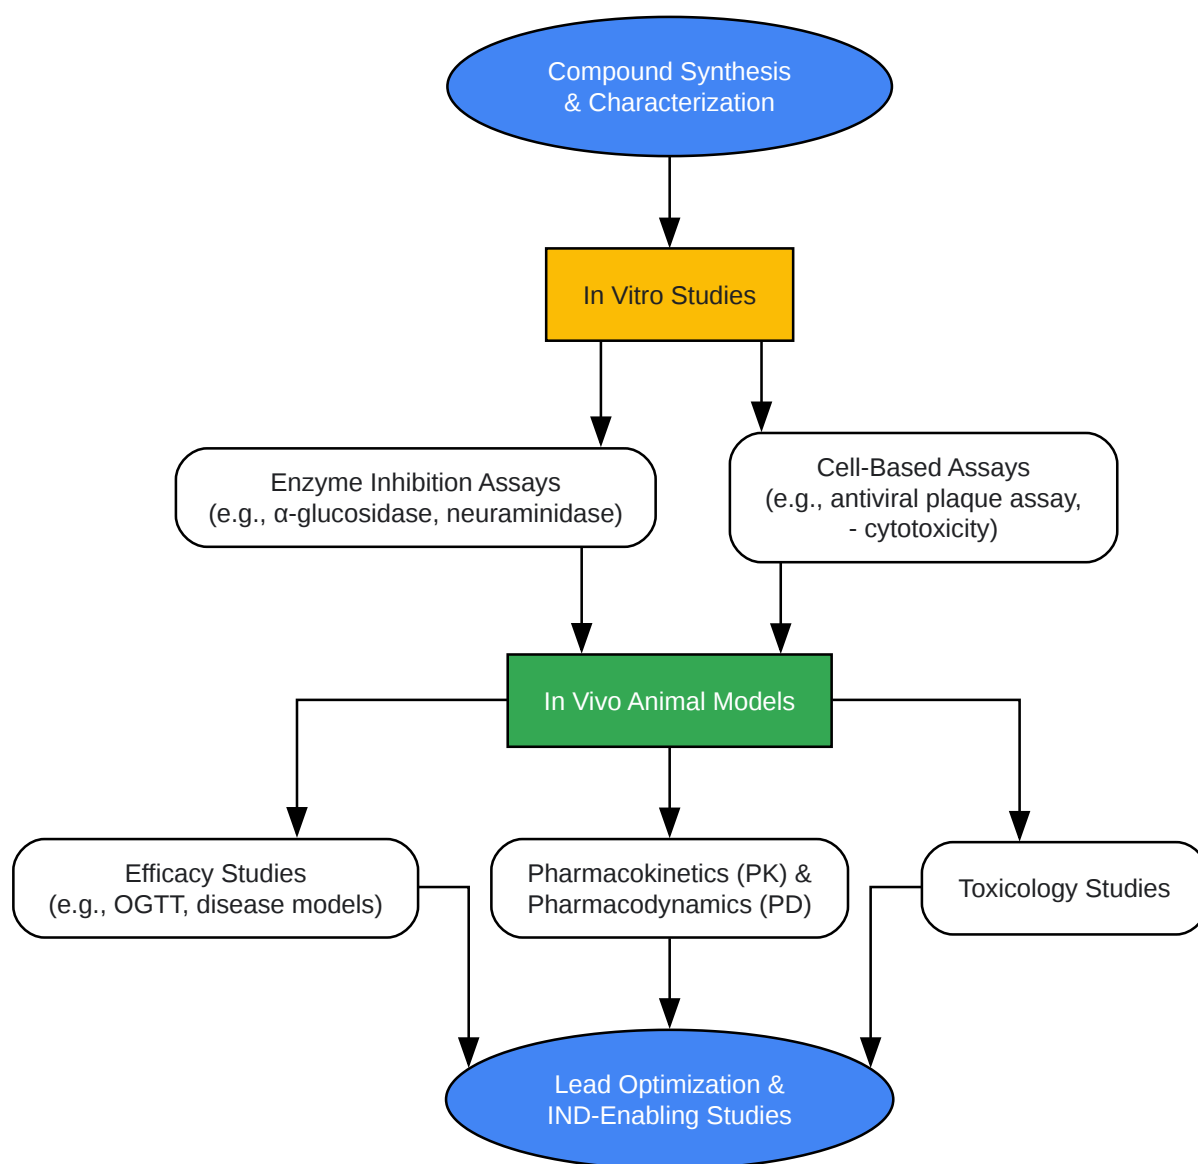 Compound Synthesis
& Characterization
In Vitro Studies
Enzyme Inhibition Assays
(e.g., α-glucosidase, neuraminidase)
Cell-Based Assays
(e.g., antiviral plaque assay,
- cytotoxicity)
In Vivo Animal Models
Efficacy Studies
(e.g., OGTT, disease models)
Pharmacokinetics (PK) &
Pharmacodynamics (PD)
Toxicology Studies
Lead Optimization &
IND-Enabling Studies